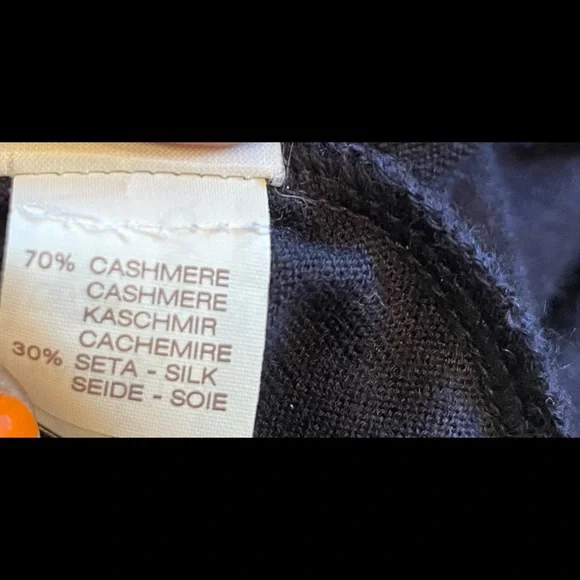 70% CASHMERE
CASHMERE
KASCHMIR
CACHEMIRE
30% SETA - SILK
SEIDE - SOIE